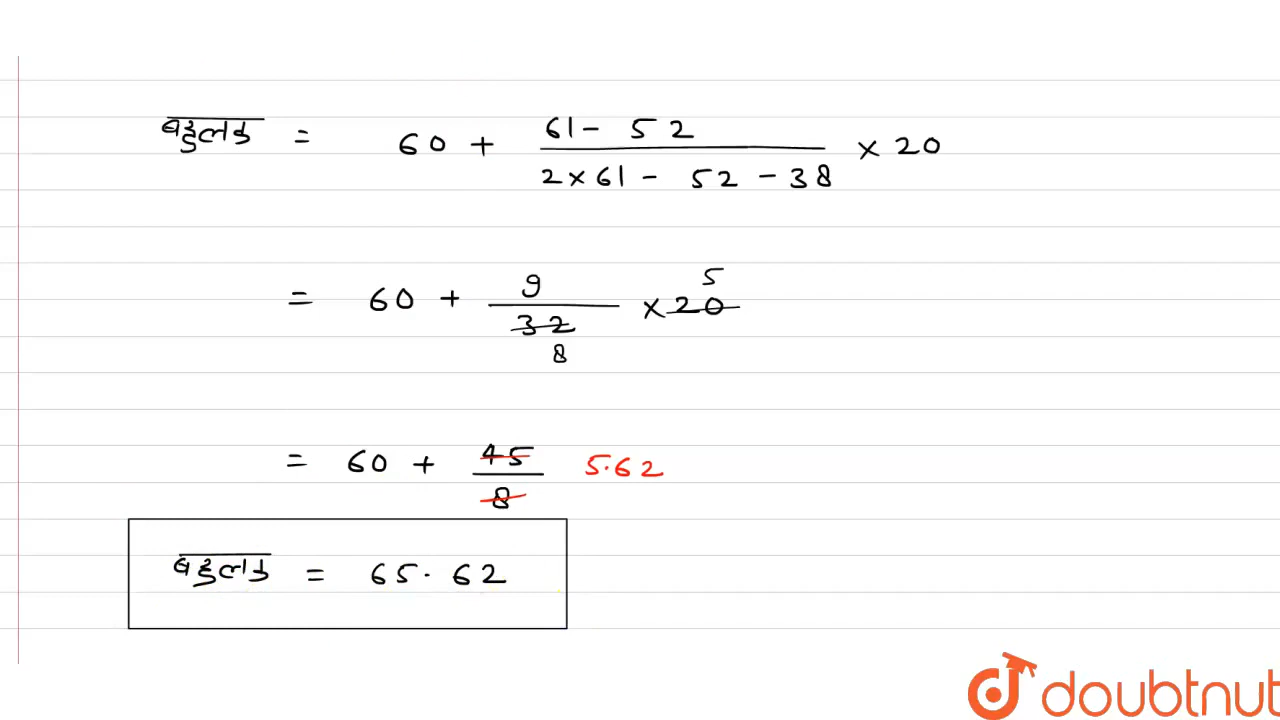 बहुलक = 60 + 61 - 52 / 2 × 61 - 52 - 38 × 20
5
= 60 + 9 / 32 × 20
8
= 60 + 45 / 8 5.62
बहुलक = 65.62
doubtnut